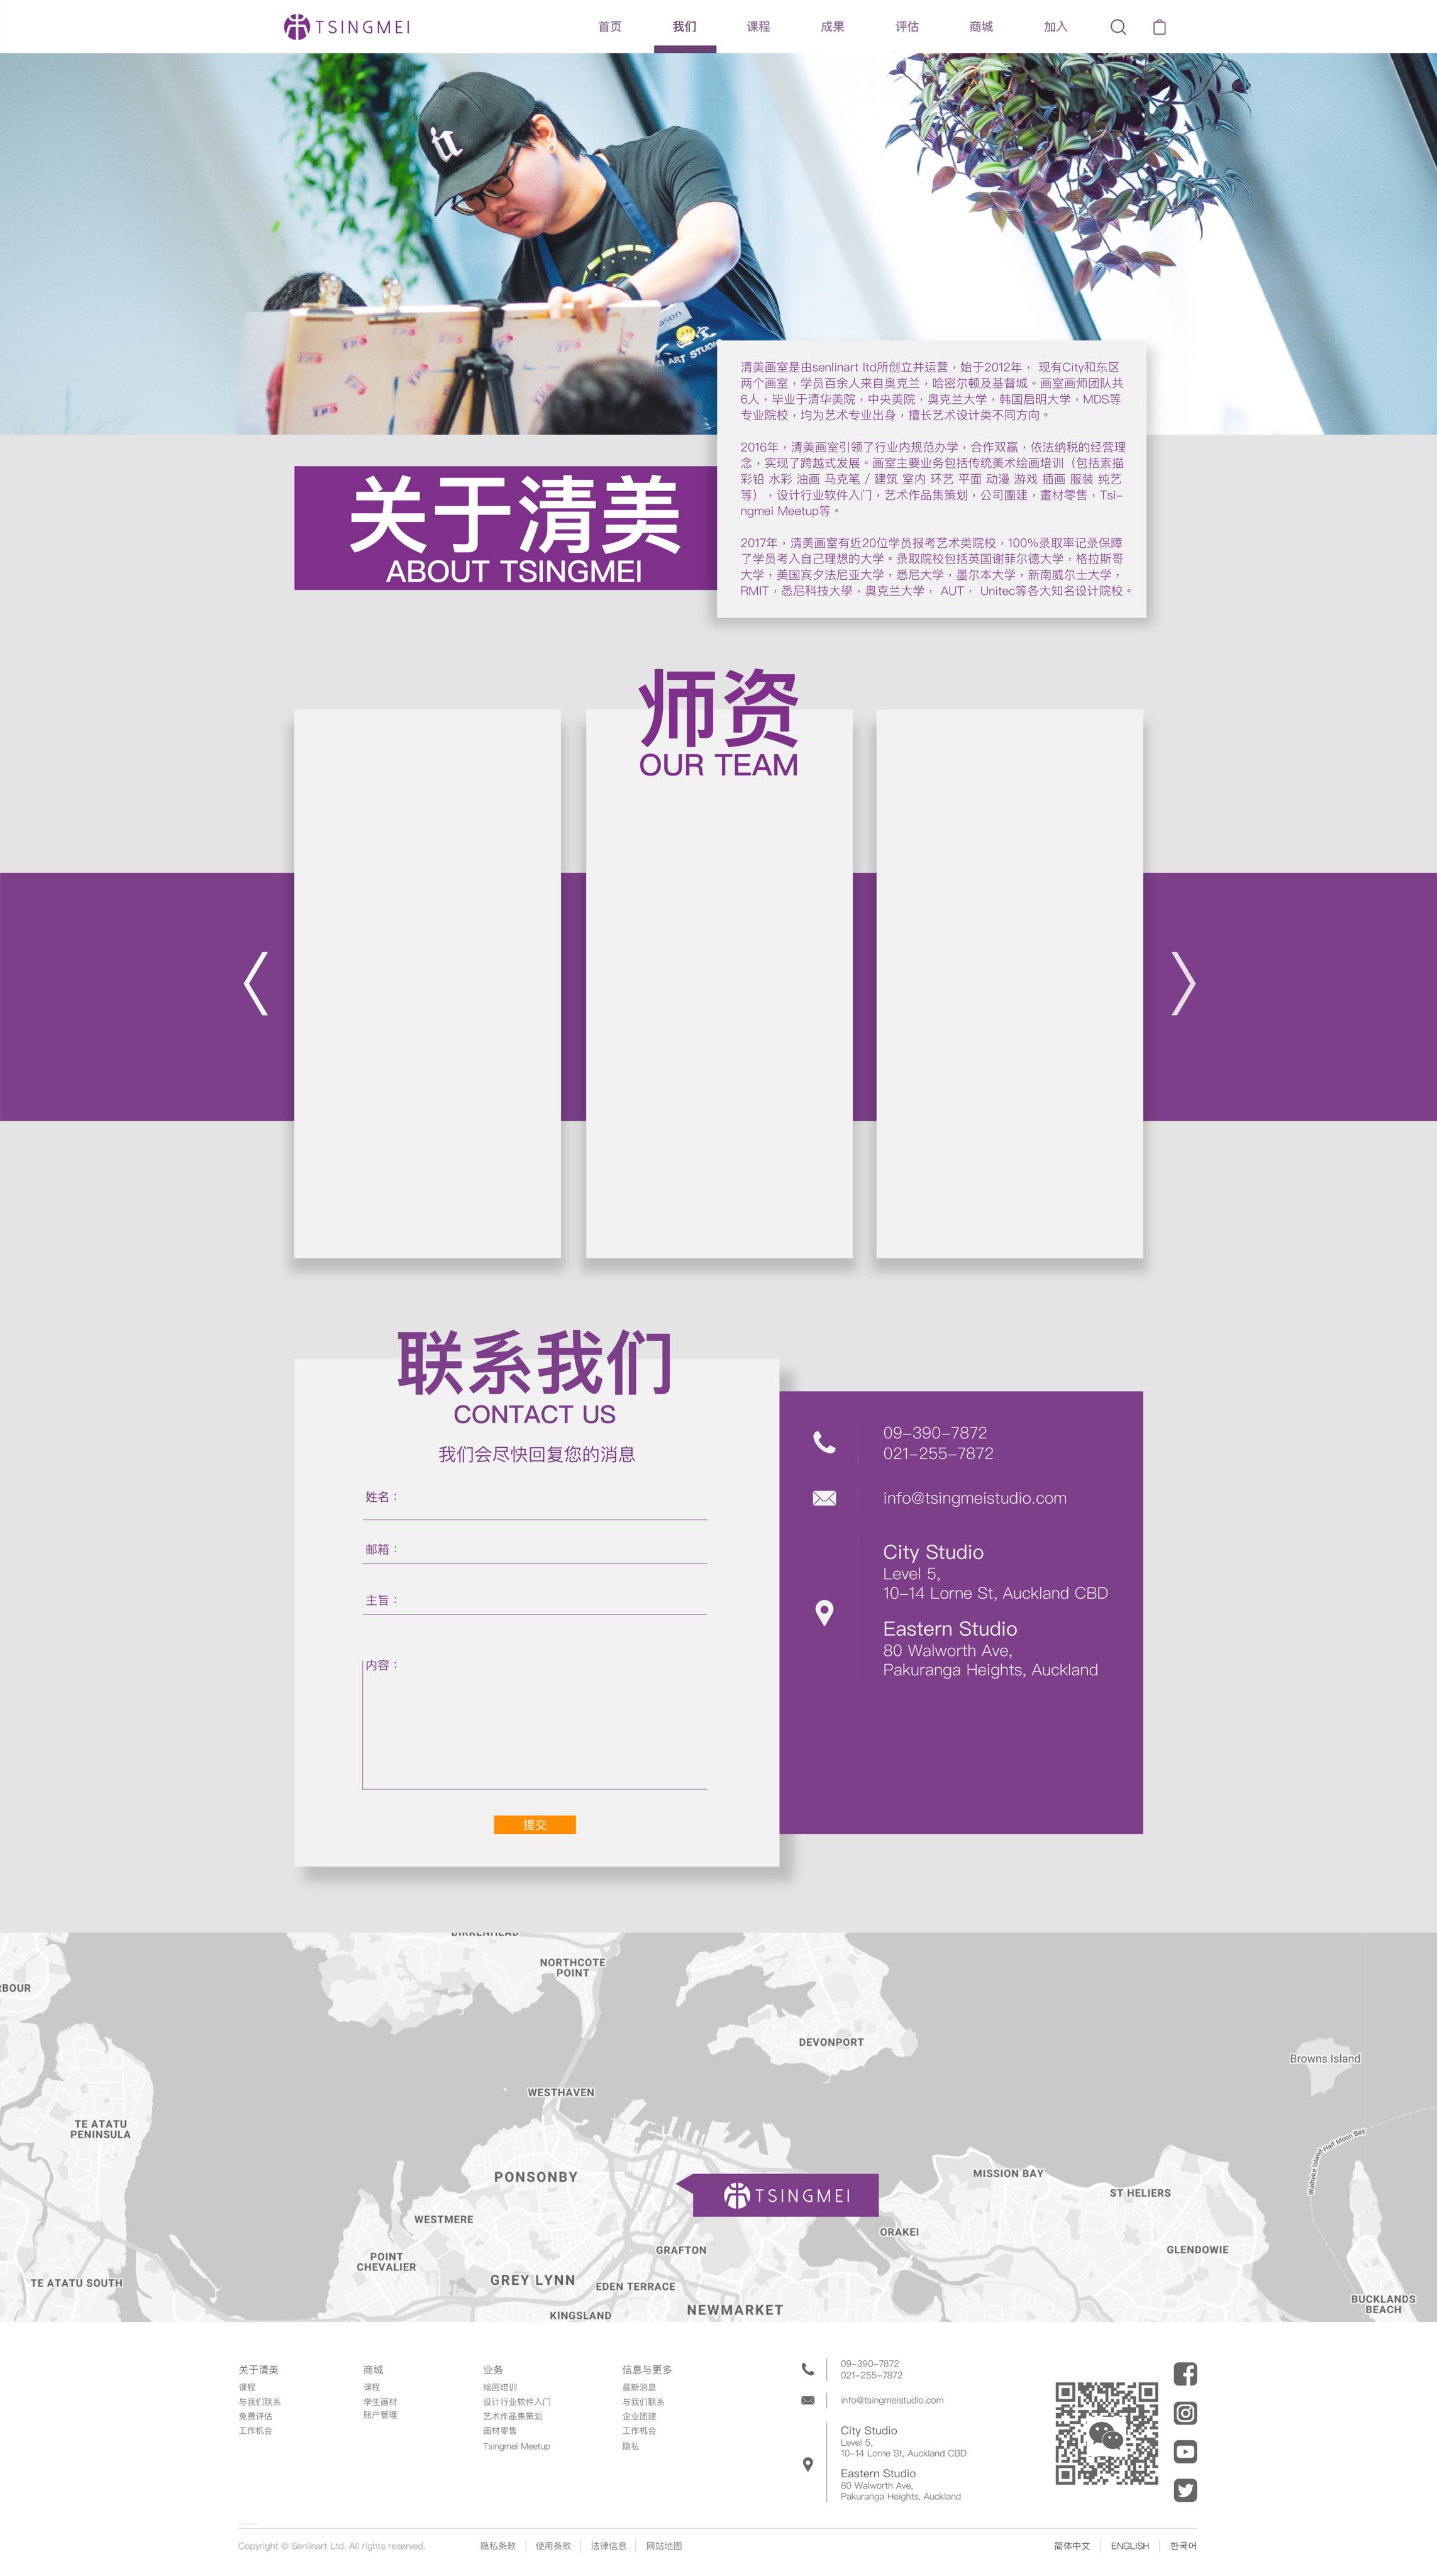 TSINGMEI
首页 我们 课程 成果 评估 商城 加入
ason
EI ART STUDIO
清美画室是由senlinart ltd所创立并运营，始于2012年， 现有City和东区
两个画室，学员百余人来自奥克兰，哈密尔顿及基督城。画室画师团队共
6人，毕业于清华美院，中央美院，奥克兰大学，韩国启明大学，MDS等
专业院校，均为艺术专业出身，擅长艺术设计类不同方向。
2016年，清美画室引领了行业内规范办学，合作双赢，依法纳税的经营理
念，实现了跨越式发展。画室主要业务包括传统美术绘画培训（包括素描
彩铅 水彩 油画 马克笔 / 建筑 室内 环艺 平面 动漫 游戏 插画 服装 纯艺
等），设计行业软件入门，艺术作品集策划，公司團建，畫材零售，Tsi-
ngmei Meetup等。
2017年，清美画室有近20位学员报考艺术类院校，100%录取率记录保障
了学员考入自己理想的大学。录取院校包括英国谢菲尔德大学，格拉斯哥
大学，美国宾夕法尼亚大学，悉尼大学，墨尔本大学，新南威尔士大学，
RMIT，悉尼科技大學，奥克兰大学， AUT， Unitec等各大知名设计院校。
关于清美
ABOUT TSINGMEI
师资
OUR TEAM
联系我们
CONTACT US
我们会尽快回复您的消息
姓名：
邮箱：
主旨：
内容：
提交
09-390-7872
021-255-7872
info@tsingmeistudio.com
City Studio
Level 5,
10-14 Lorne St, Auckland CBD
Eastern Studio
80 Walworth Ave,
Pakuranga Heights, Auckland
BIRKENHEAD
NORTHCOTE
POINT
RBOUR
DEVONPORT
Browns Island
WESTHAVEN
TE ATATU
PENINSULA
Waiheke Island-Half Moon Bay
PONSONBY
MISSION BAY
TSINGMEI
ST HELIERS
WESTMERE
ORAKEI
GRAFTON
GLENDOWIE
POINT
CHEVALIER
GREY LYNN
EDEN TERRACE
TE ATATU SOUTH
BUCKLANDS
BEACH
NEWMARKET
KINGSLAND
关于清美
课程
与我们联系
免费评估
工作机会
商城
课程
学生画材
账户管理
业务
绘画培训
设计行业软件入门
艺术作品集策划
画材零售
Tsingmei Meetup
信息与更多
最新消息
与我们联系
企业团建
工作机会
隐私
09-390-7872
021-255-7872
info@tsingmeistudio.com
City Studio
Level 5,
10-14 Lorne St, Auckland CBD
Eastern Studio
80 Walworth Ave,
Pakuranga Heights, Auckland
Copyright © Senlinart Ltd. All rights reserved.
隐私条款 使用条款 法律信息 网站地图
简体中文 ENGLISH 한국어